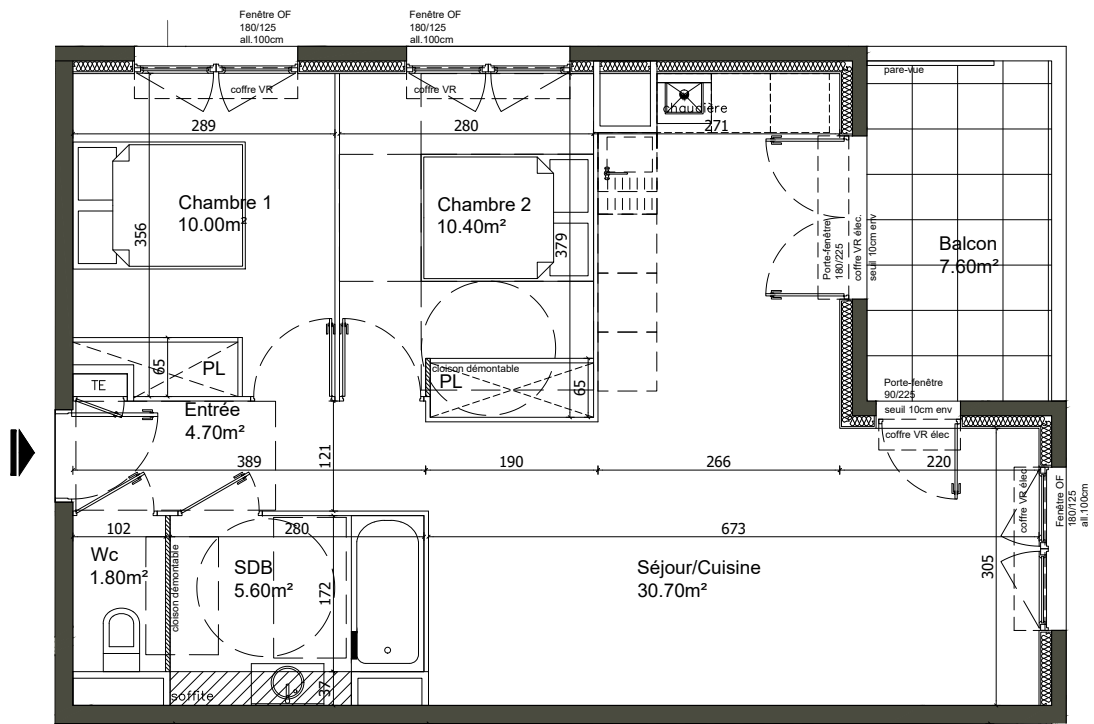 Fenêtre OF
180/125
all.100cm
Fenêtre OF
180/125
all.100cm
pare-vue
coffre VR
coffre VR
chaudière
289
280
271
Chambre 1
10.00m²
356
Chambre 2
10.40m²
379
Porte-fenêtre
180/225
coffre VR élec.
seuil 10cm env
Balcon
7.60m²
65
PL
TE
cloison démontable
PL
65
Porte-fenêtre
90/225
seuil 10cm env
coffre VR élec
Entrée
4.70m²
389
121
190
266
220
coffre VR élec
Fenêtre OF
180/125
all.100cm
102
280
673
Wc
1.80m²
cloison démontable
SDB
5.60m²
172
Séjour/Cuisine
30.70m²
305
soffite
37